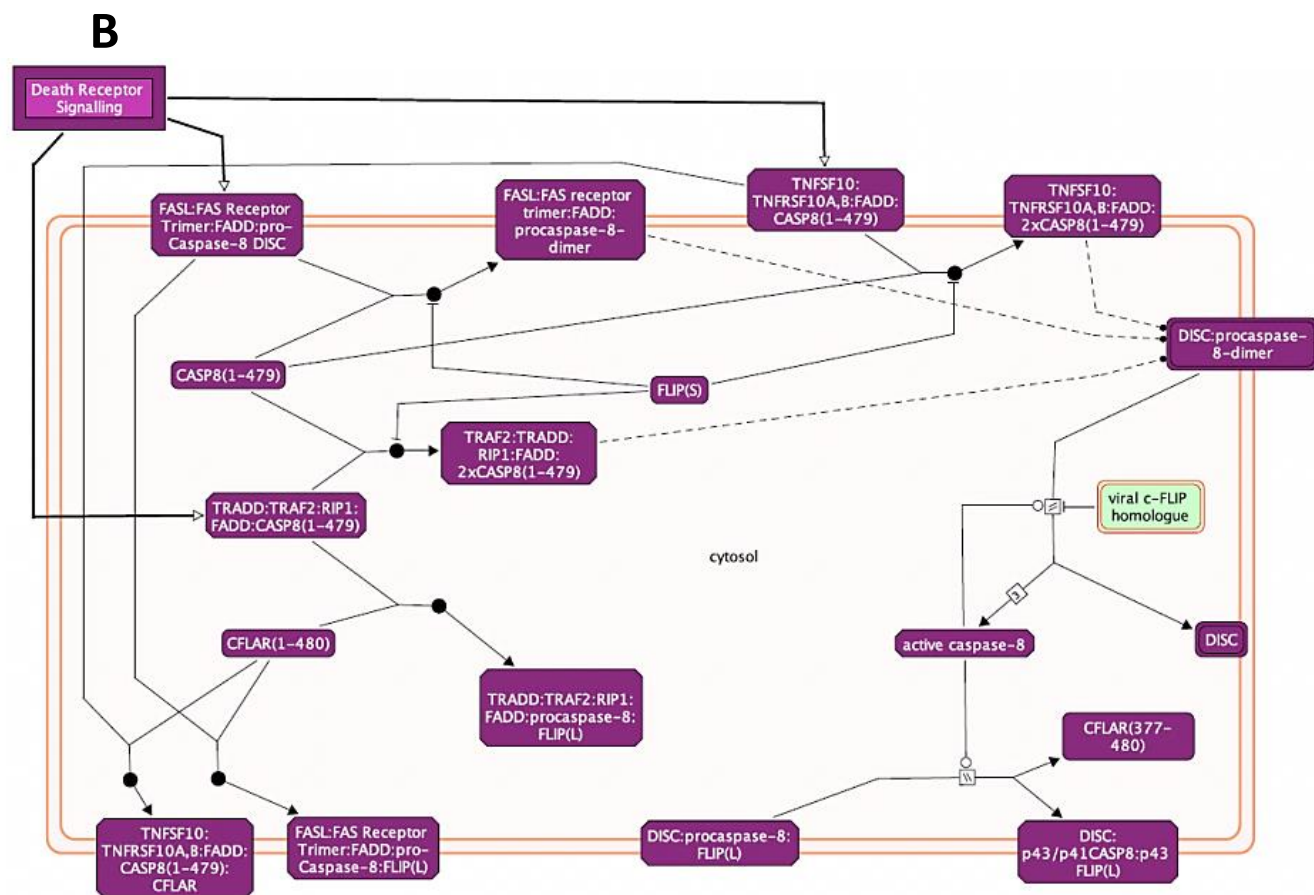 B
Death Receptor
Signalling
FASL:FAS Receptor
Trimer:FADD:pro-
Caspase-8 DISC
FASL:FAS receptor
trimer:FADD:
procaspase-8-
dimer
TNFSF10:
TNFRSF10A,B:FADD:
CASP8(1-479)
TNFSF10:
TNFRSF10A,B:FADD:
2xCASP8(1-479)
DISC:procaspase-
8-dimer
CASP8(1-479)
FLIP(S)
TRAF2:TRADD:
RIP1:FADD:
2xCASP8(1-479)
TRADD:TRAF2:RIP1:
FADD:CASP8(1-479)
viral c-FLIP
homologue
cytosol
3
CFLAR(1-480)
active caspase-8
DISC
TRADD:TRAF2:RIP1:
FADD:procaspase-8:
FLIP(L)
CFLAR(377-
480)
TNFSF10:
TNFRSF10A,B:FADD:
CASP8(1-479):
CFLAR
FASL:FAS Receptor
Trimer:FADD:pro-
Caspase-8:FLIP(L)
DISC:procaspase-8:
FLIP(L)
DISC:
p43/p41CASP8:p43
FLIP(L)